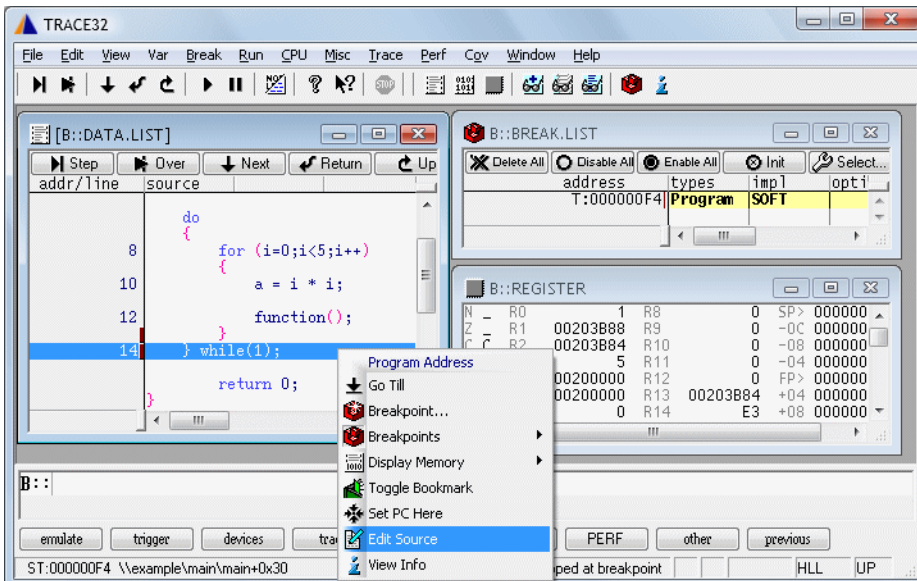 TRACE32
File Edit View Var Break Run CPU Misc Trace Perf Cov Window Help
[B::DATA.LIST]
Step Over Next Return Up
addr/line source
do
{
8 for (i=0;i<5;i++)
{
10 a = i * i;
12 function();
}
14 } while(1);
return 0;
}
B::BREAK.LIST
Delete All Disable All Enable All Init Select...
address types impl
T:000000F4 Program SOFT
B::REGISTER
N _ R0 1 R8 0 SP> 000000
Z _ R1 00203B88 R9 0 -0C 000000
C C R2 00203B84 R10 0 -08 000000
5 R11 0 -04 000000
00200000 R12 0 FP> 000000
00200000 R13 00203B84 +04 000000
0 R14 E3 +08 000000
Program Address
Go Till
Breakpoint...
Breakpoints
Display Memory
Toggle Bookmark
Set PC Here
Edit Source
View Info
B::
emulate trigger devices PERF other previous
ST:000000F4 \\example\main\main+0x30 at breakpoint HLL UP